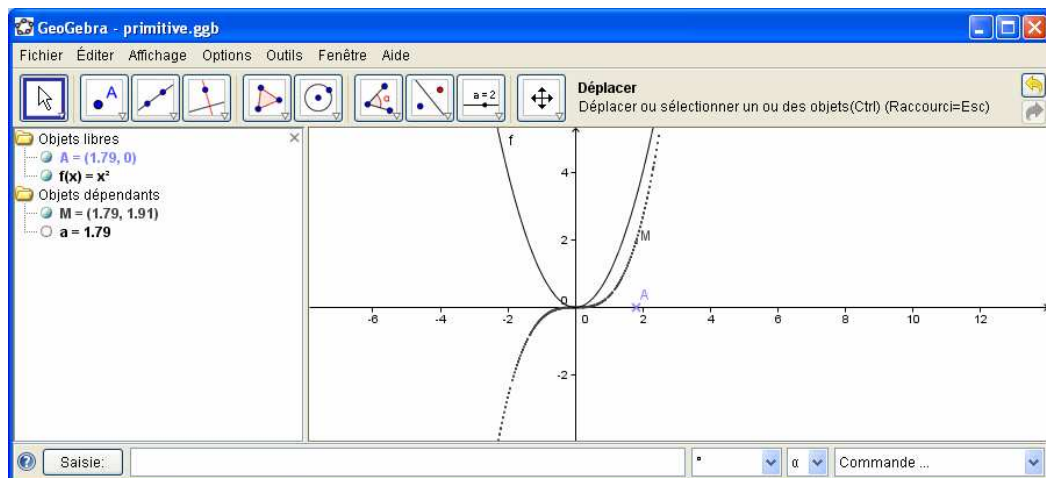 GeoGebra - primitive.ggb
Fichier Éditer Affichage Options Outils Fenêtre Aide
A
α
a = 2
Déplacer
Déplacer ou sélectionner un ou des objets(Ctrl) (Raccourci=Esc)
Objets libres
A = (1.79, 0)
f(x) = x²
Objets dépendants
M = (1.79, 1.91)
a = 1.79
f
4
M
2
A
0
-6 -4 -2 0 2 4 6 8 10 12
-2
Saisie: ° α Commande ...